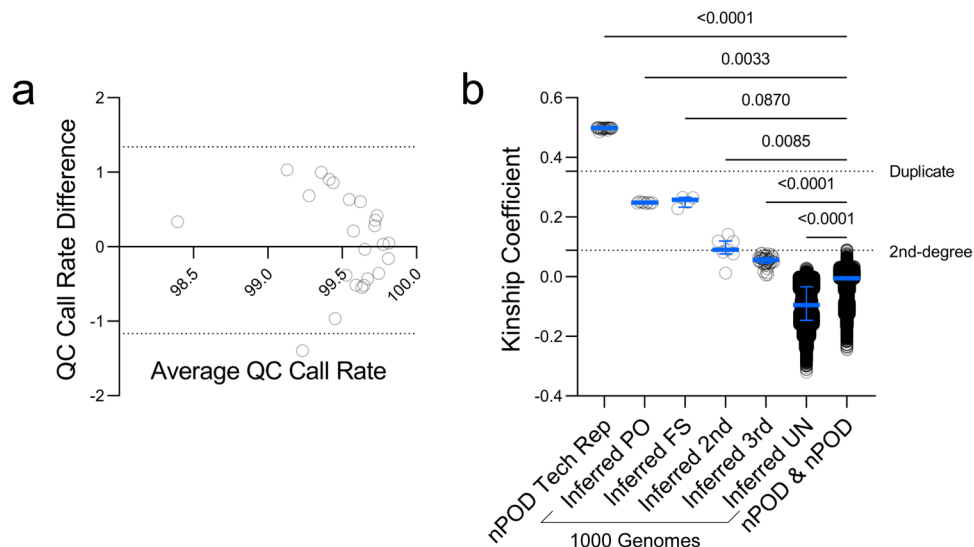 a
QC Call Rate Difference
2
1
0
-1
-2
98.5
99.0
99.5
100.0
Average QC Call Rate
b
Kinship Coefficient
0.6
0.4
0.2
0.0
-0.2
-0.4
<0.0001
0.0033
0.0870
0.0085
<0.0001
<0.0001
Duplicate
2nd-degree
nPOD Tech Rep
Inferred PO
Inferred FS
Inferred 2nd
Inferred 3rd
Inferred UN
nPOD & nPOD
1000 Genomes